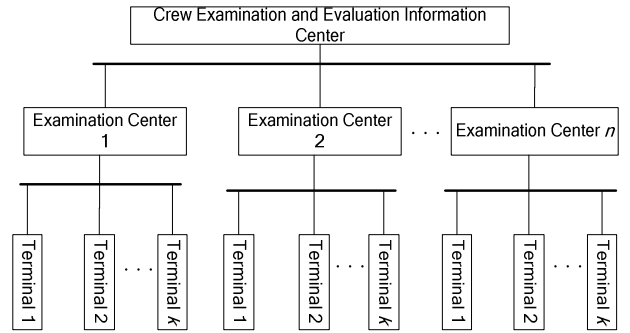 Crew Examination and Evaluation Information
Center
Examination Center
1
Examination Center
2
. . .
Examination Center n
Terminal 1
Terminal 2
. . .
Terminal k
Terminal 1
Terminal 2
. . .
Terminal k
Terminal 1
Terminal 2
. . .
Terminal k